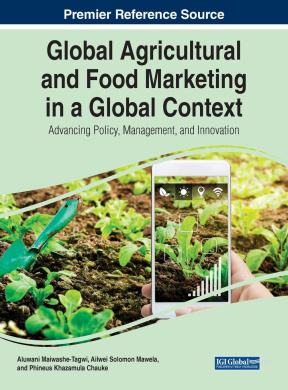 Premier Reference Source
Global Agricultural
and Food Marketing
in a Global Context
Advancing Policy, Management, and Innovation
Aluwani Maiwashe-Tagwi, Ailwei Solomon Mawela,
and Phineus Khazamula Chauke
IGI Global